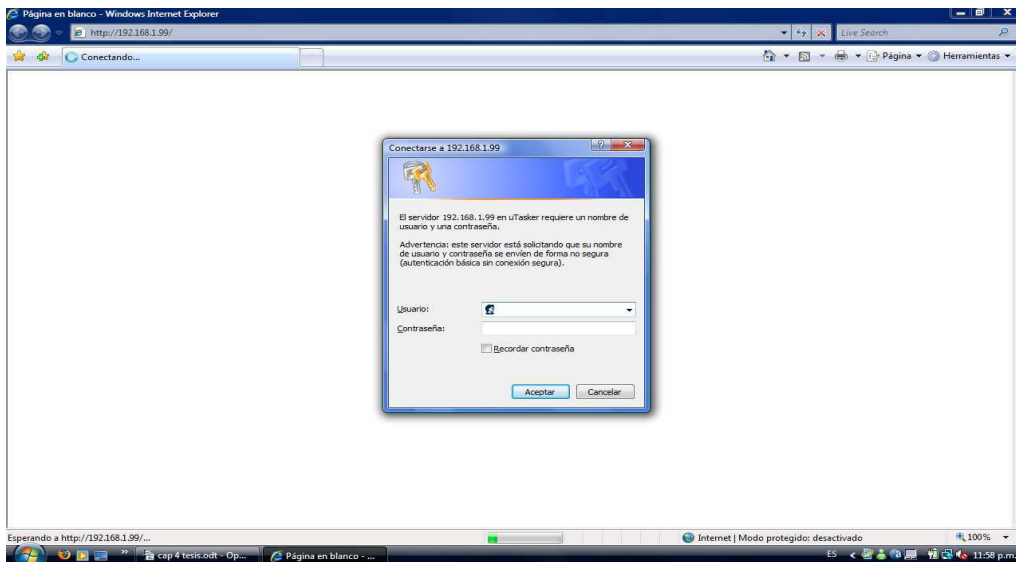 Página en blanco - Windows Internet Explorer
http://192.168.1.99/
Live Search
Conectando...
Página
Herramientas
Conectarse a 192.168.1.99
El servidor 192.168.1.99 en uTasker requiere un nombre de
usuario y una contraseña.
Advertencia: este servidor está solicitando que su nombre
de usuario y contraseña se envíen de forma no segura
(autenticación básica sin conexión segura).
Usuario:
Contraseña:
Recordar contraseña
Aceptar
Cancelar
Esperando a http://192.168.1.99/...
Internet | Modo protegido: desactivado
100%
cap 4 tesis.odt - Op...
Página en blanco - ...
ES
11:58 p.m.